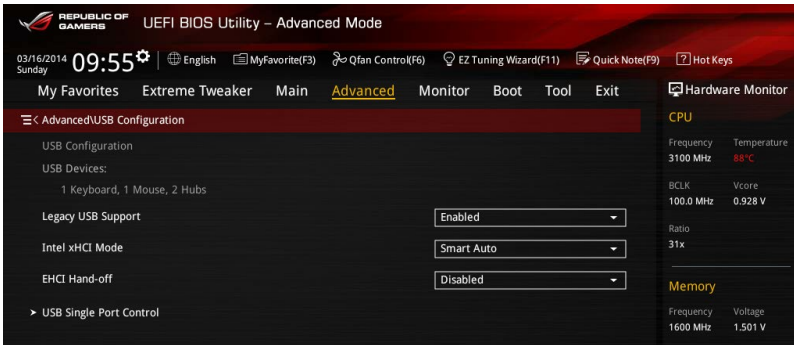 REPUBLIC OF
GAMERS
UEFI BIOS Utility – Advanced Mode
03/16/2014
Sunday
09:55
English
MyFavorite(F3)
Qfan Control(F6)
EZ Tuning Wizard(F11)
Quick Note(F9)
? Hot Keys
My Favorites
Extreme Tweaker
Main
Advanced
Monitor
Boot
Tool
Exit
Hardware Monitor
Advanced\USB Configuration
USB Configuration
USB Devices:
1 Keyboard, 1 Mouse, 2 Hubs
Legacy USB Support Enabled
Intel xHCI Mode Smart Auto
EHCI Hand-off Disabled
USB Single Port Control
CPU
Frequency Temperature
3100 MHz 88°C
BCLK Vcore
100.0 MHz 0.928 V
Ratio
31x
Memory
Frequency Voltage
1600 MHz 1.501 V